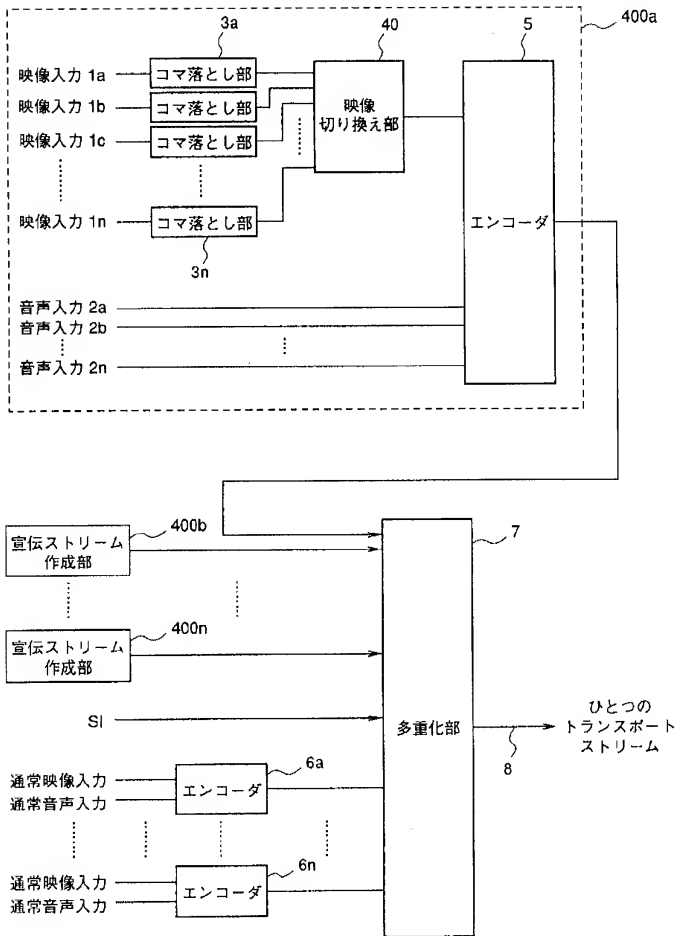 400a
3a
40
5
映像入力 1a
コマ落とし部
映像入力 1b
コマ落とし部
映像入力 1c
コマ落とし部
映像
切り換え部
映像入力 1n
コマ落とし部
3n
エンコーダ
音声入力 2a
音声入力 2b
音声入力 2n
宣伝ストリーム
作成部
400b
7
宣伝ストリーム
作成部
400n
SI
多重化部
8
ひとつの
トランスポート
ストリーム
通常映像入力
通常音声入力
エンコーダ
6a
通常映像入力
通常音声入力
エンコーダ
6n